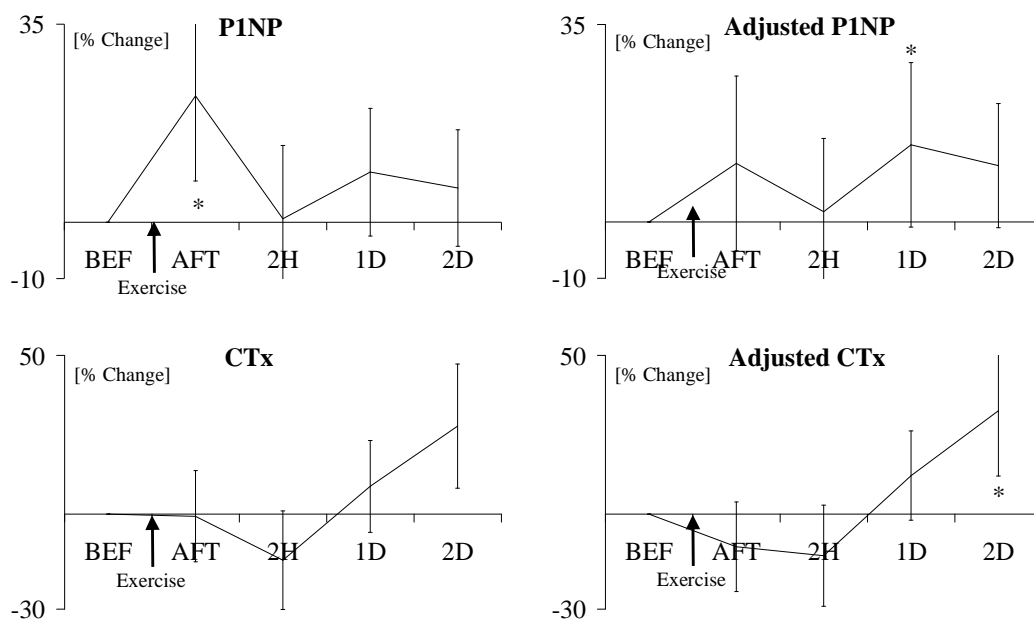 35
P1NP
[% Change]
*
BEF AFT 2H 1D 2D
-10
Exercise
35
Adjusted P1NP
[% Change]
*
BEF AFT 2H 1D 2D
-10
Exercise
50
CTx
[% Change]
BEF AFT 2H 1D 2D
Exercise
-30
50
Adjusted CTx
[% Change]
*
BEF AFT 2H 1D 2D
Exercise
-30